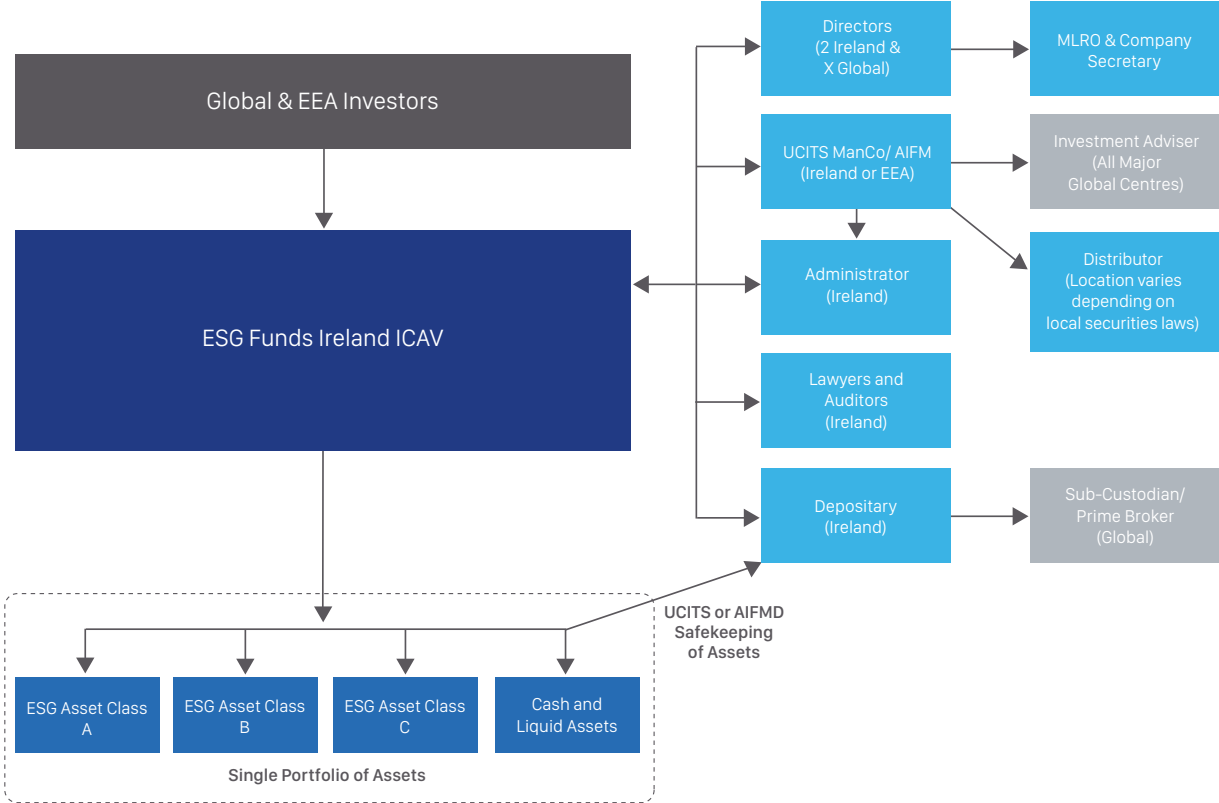 Global & EEA Investors
ESG Funds Ireland ICAV
Directors
(2 Ireland &
X Global)
MLRO & Company
Secretary
UCITS ManCo/ AIFM
(Ireland or EEA)
Investment Adviser
(All Major
Global Centres)
Administrator
(Ireland)
Distributor
(Location varies
depending on
local securities laws)
Lawyers and
Auditors
(Ireland)
Depositary
(Ireland)
Sub-Custodian/
Prime Broker
(Global)
UCITS or AIFMD
Safekeeping
of Assets
ESG Asset Class
A
ESG Asset Class
B
ESG Asset Class
C
Cash and
Liquid Assets
Single Portfolio of Assets